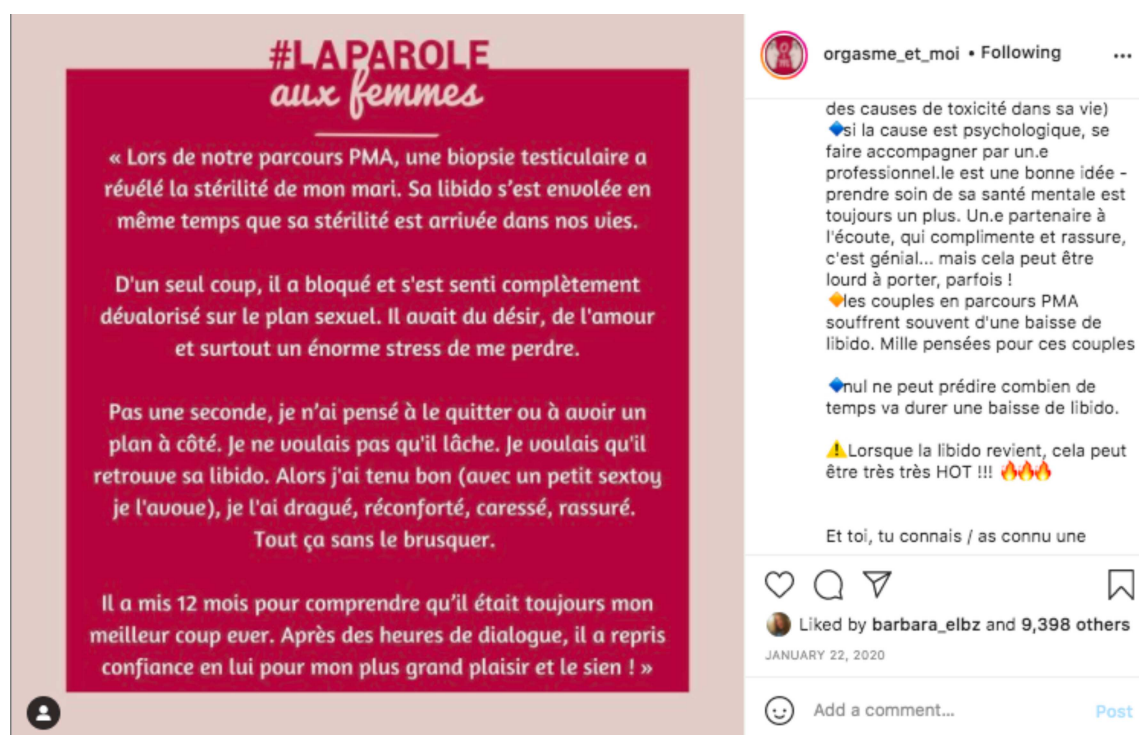 #LAPAROLE
aux femmes
« Lors de notre parcours PMA, une biopsie testiculaire a
révélé la stérilité de mon mari. Sa libido s'est envolée en
même temps que sa stérilité est arrivée dans nos vies.
D'un seul coup, il a bloqué et s'est senti complètement
dévalorisé sur le plan sexuel. Il avait du désir, de l'amour
et surtout un énorme stress de me perdre.
Pas une seconde, je n'ai pensé à le quitter ou à avoir un
plan à côté. Je ne voulais pas qu'il lâche. Je voulais qu'il
retrouve sa libido. Alors j'ai tenu bon (avec un petit sextoy
je l'avoue), je l'ai dragué, réconforté, caressé, rassuré.
Tout ça sans le brusquer.
Il a mis 12 mois pour comprendre qu'il était toujours mon
meilleur coup ever. Après des heures de dialogue, il a repris
confiance en lui pour mon plus grand plaisir et le sien ! »
orgasme_et_moi • Following
des causes de toxicité dans sa vie)
🔷si la cause est psychologique, se
faire accompagner par un.e
professionnel.le est une bonne idée -
prendre soin de sa santé mentale est
toujours un plus. Un.e partenaire à
l'écoute, qui complimente et rassure,
c'est génial... mais cela peut être
lourd à porter, parfois !
🔶les couples en parcours PMA
souffrent souvent d'une baisse de
libido. Mille pensées pour ces couples
🔷nul ne peut prédire combien de
temps va durer une baisse de libido.
⚠️Lorsque la libido revient, cela peut
être très très HOT !!! 🔥🔥🔥
Et toi, tu connais / as connu une
Liked by barbara_elbz and 9,398 others
JANUARY 22, 2020
Add a comment... Post